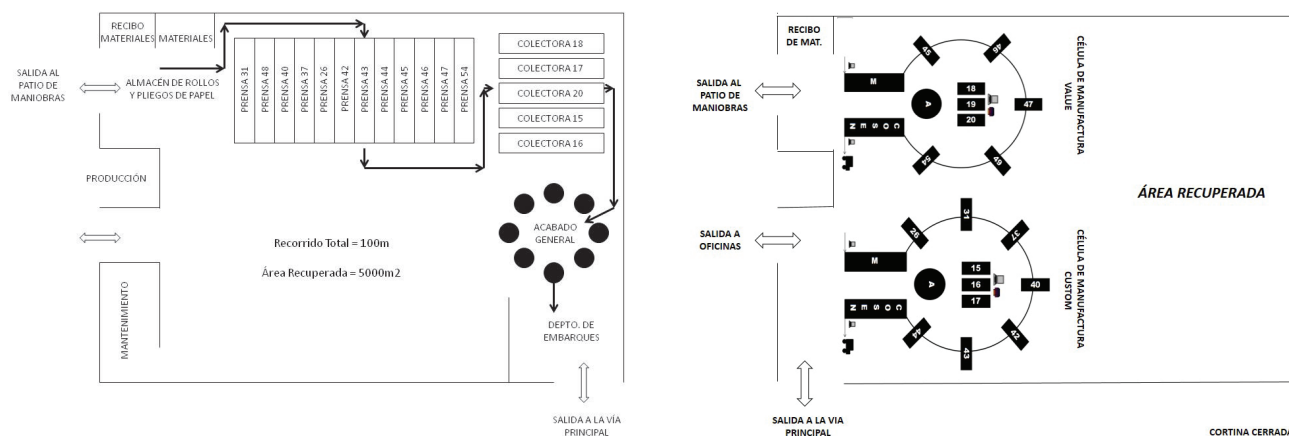 RECIBO
MATERIALES
MATERIALES
SALIDA AL
PATIO DE
MANIOBRAS
ALMACÉN DE ROLLOS
Y PLIEGOS DE PAPEL
PRENSA 31
PRENSA 48
PRENSA 40
PRENSA 37
PRENSA 26
PRENSA 42
PRENSA 43
PRENSA 44
PRENSA 45
PRENSA 46
PRENSA 47
PRENSA 54
COLECTORA 18
COLECTORA 17
COLECTORA 20
COLECTORA 15
COLECTORA 16
PRODUCCIÓN
ACABADO
GENERAL
Recorrido Total = 100m
Área Recuperada = 5000m2
MANTENIMIENTO
DEPTO. DE
EMBARQUES
SALIDA A LA VÍA
PRINCIPAL
RECIBO
DE MAT.
SALIDA AL
PATIO DE
MANIOBRAS
M
A
COSEN
18
19
20
45
46
47
49
54
CÉLULA DE MANUFACTURA
VALUE
ÁREA RECUPERADA
SALIDA A
OFICINAS
M
A
COSEN
15
16
17
26
31
37
40
42
43
44
CÉLULA DE MANUFACTURA
CUSTOM
SALIDA A LA VIA
PRINCIPAL
CORTINA CERRADA